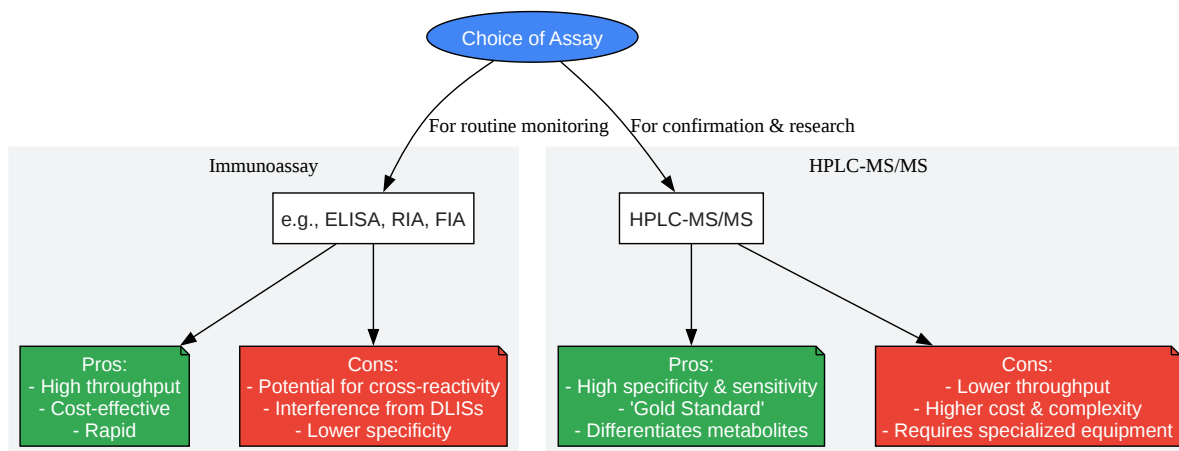 Choice of Assay
For routine monitoring
For confirmation & research
Immunoassay
HPLC-MS/MS
e.g., ELISA, RIA, FIA
HPLC-MS/MS
Pros:
- High throughput
- Cost-effective
- Rapid
Cons:
- Potential for cross-reactivity
- Interference from DLISs
- Lower specificity
Pros:
- High specificity & sensitivity
- 'Gold Standard'
- Differentiates metabolites
Cons:
- Lower throughput
- Higher cost & complexity
- Requires specialized equipment